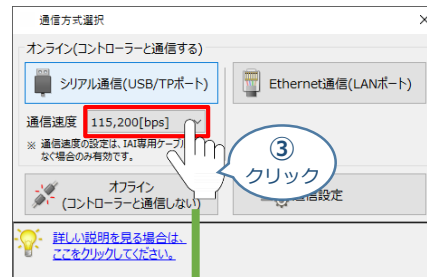 通信方式選択
オンライン(コントローラーと通信する)
シリアル通信(USB/TPポート)
Ethernet通信(LANポート)
通信速度 115,200[bps]
※ 通信速度の設定は、IAI専用ケーブル
なぐ場合のみ有効です。
③
クリック
オフライン
(コントローラーと通信しない)
信設定
詳しい説明を見る場合は、
ここをクリックしてください。